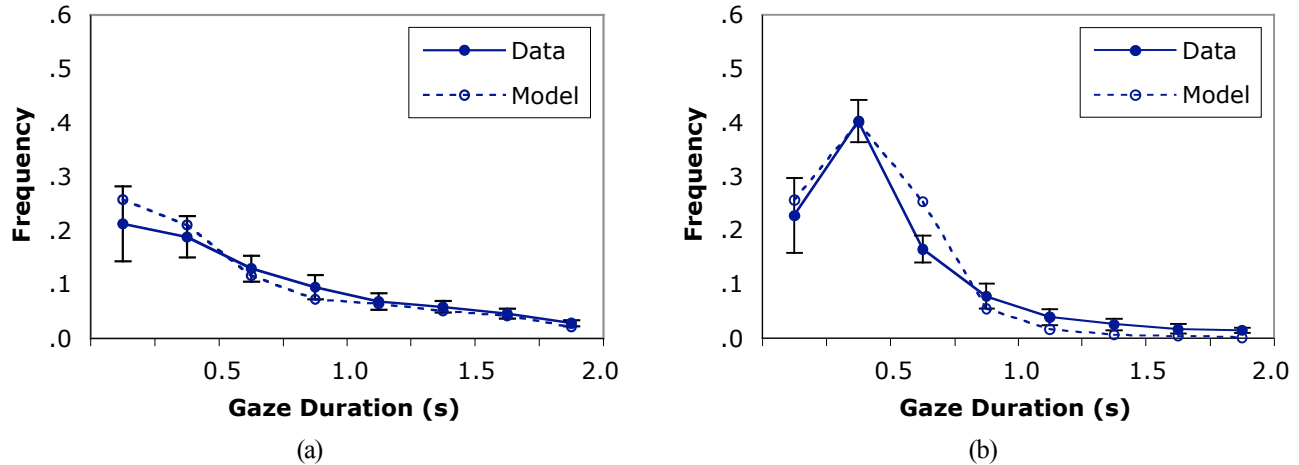 .6
.5
.4
.3
.2
.1
.0
Frequency
Data
Model
0.5 1.0 1.5 2.0
Gaze Duration (s)
(a)
.6
.5
.4
.3
.2
.1
.0
Frequency
Data
Model
0.5 1.0 1.5 2.0
Gaze Duration (s)
(b)